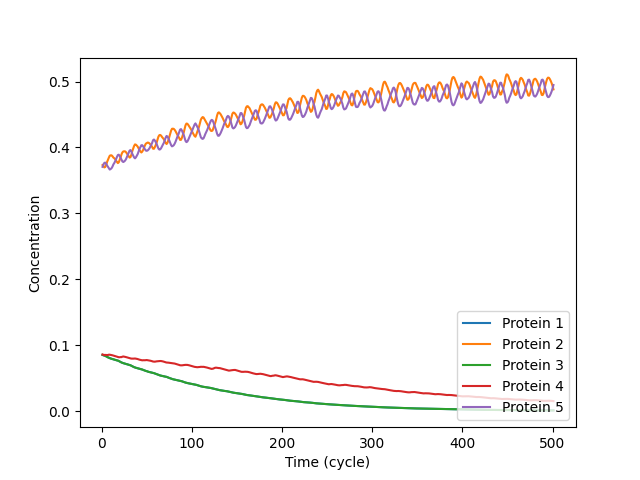 0.5
0.4
0.3
0.2
0.1
0.0
Concentration
Protein 1
Protein 2
Protein 3
Protein 4
Protein 5
0 100 200 300 400 500
Time (cycle)